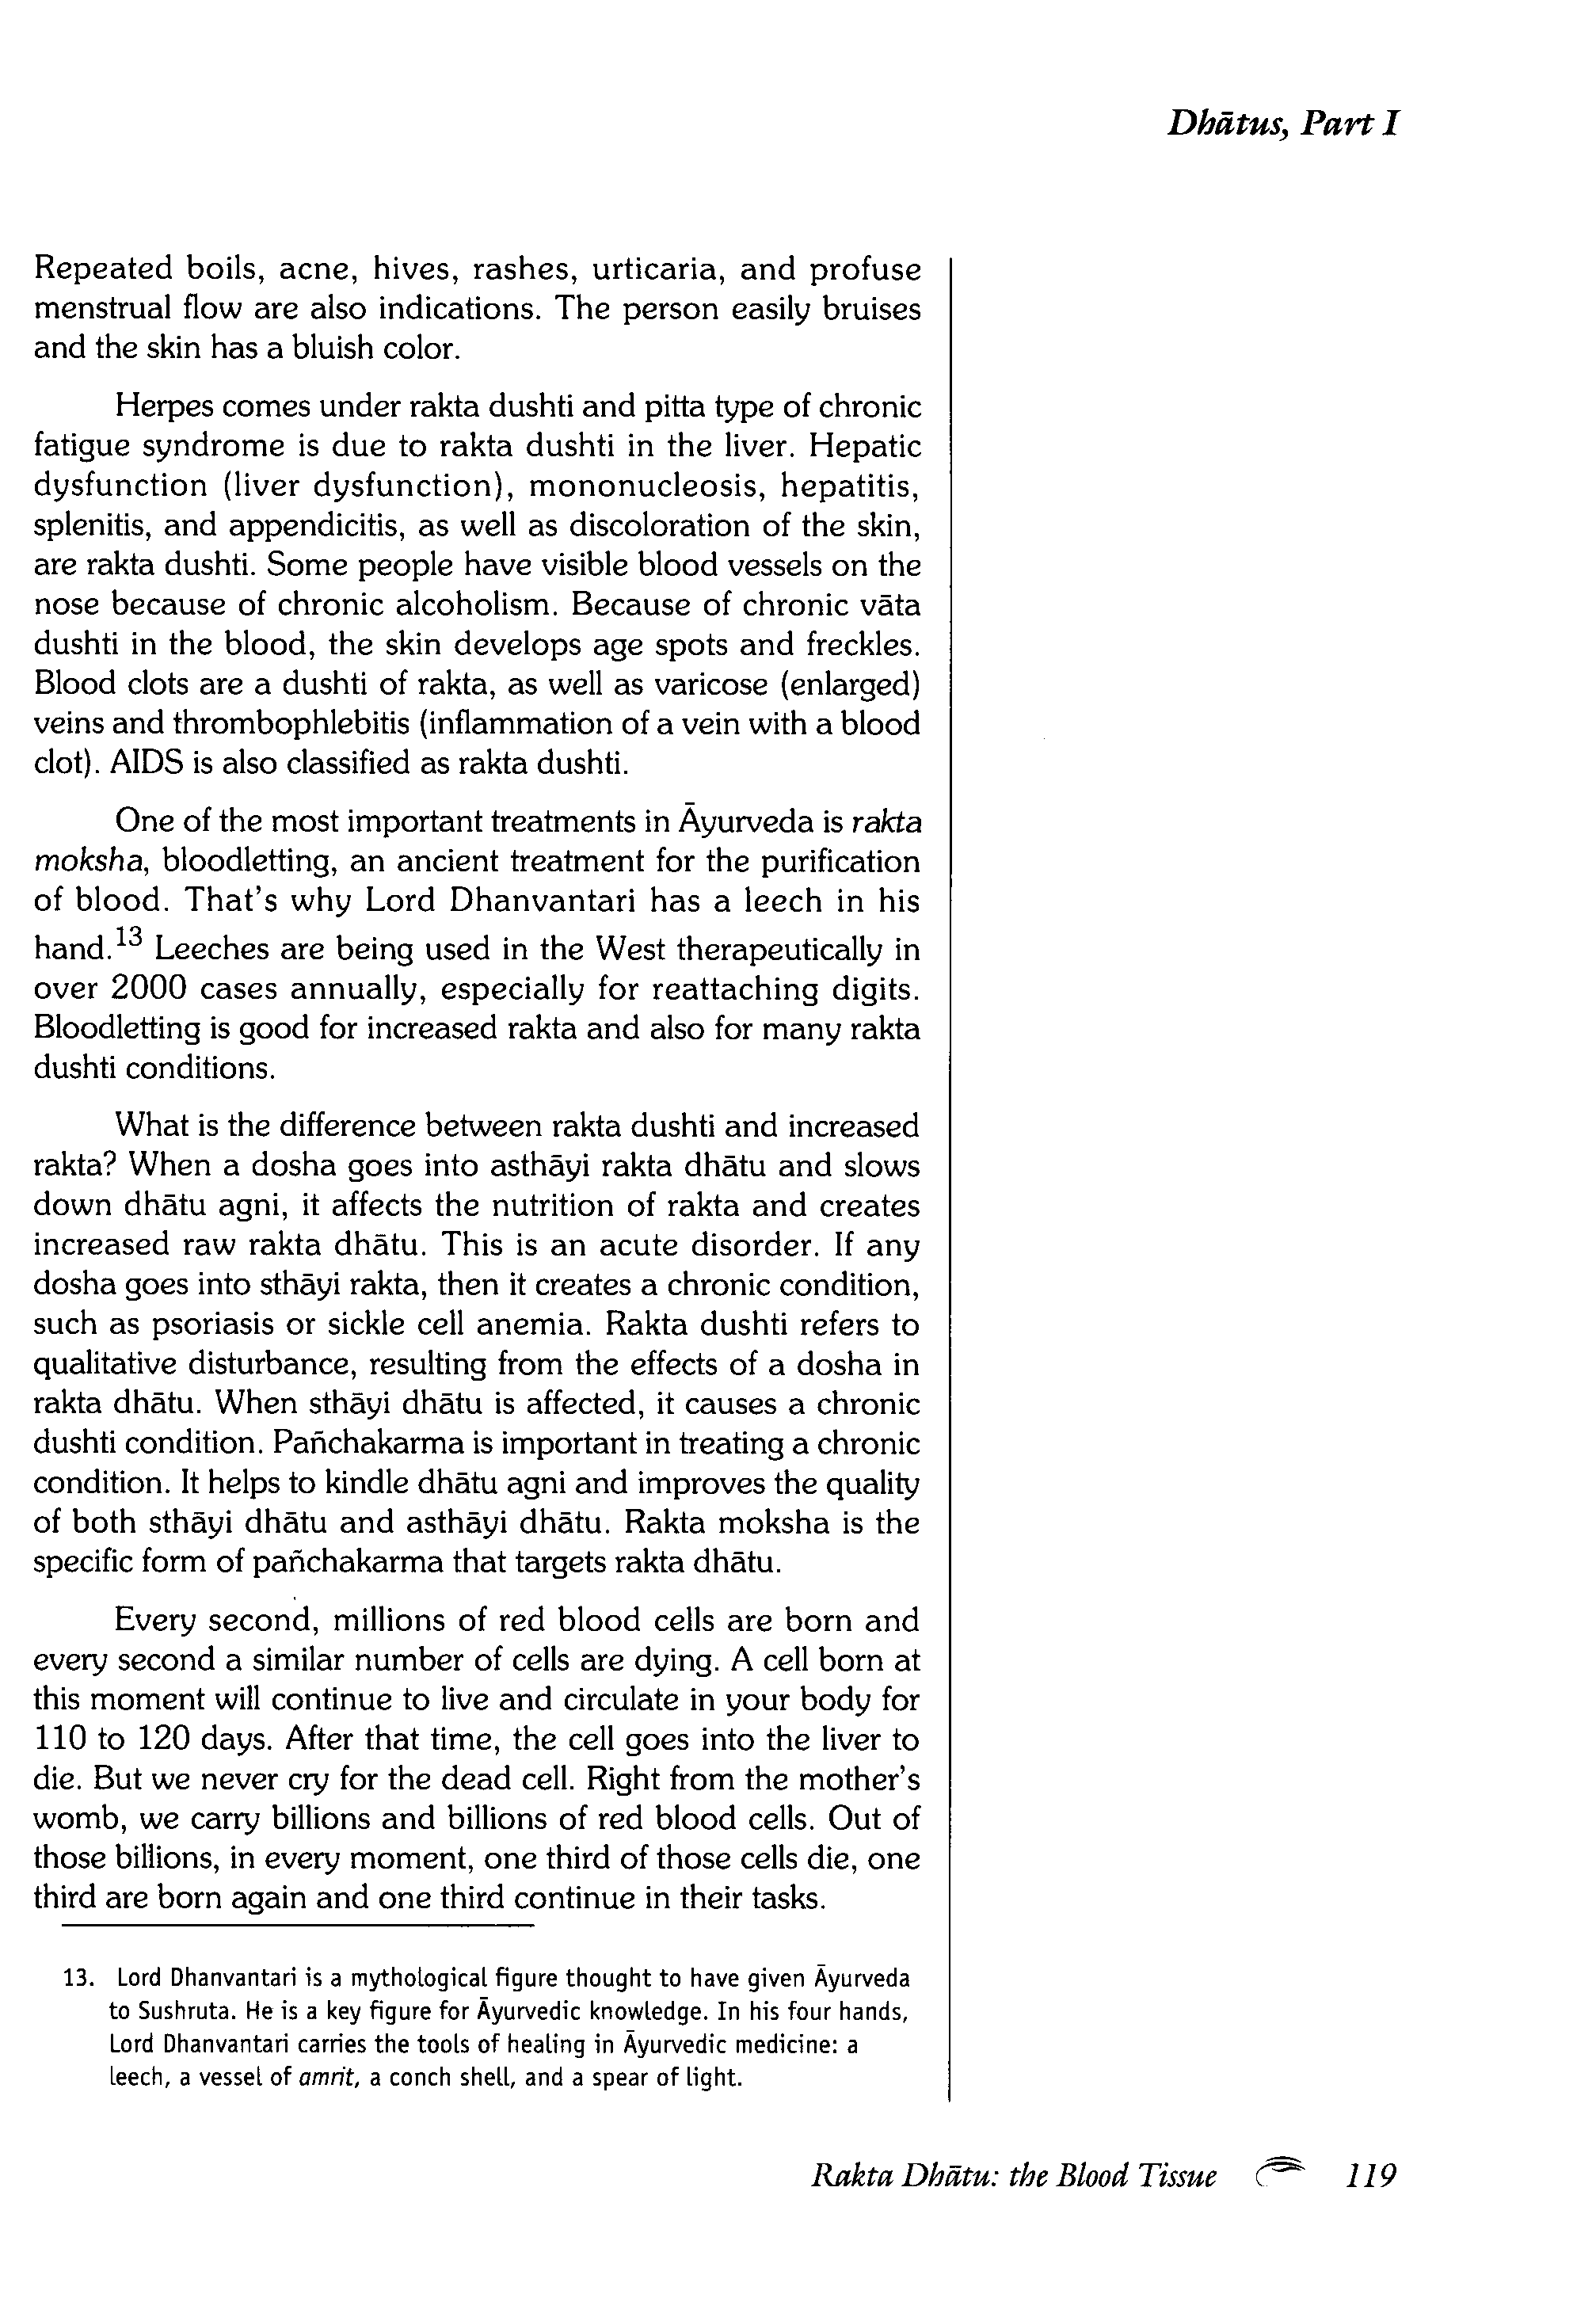 Dhātus, Part I
Repeated boils, acne, hives, rashes, urticaria, and profuse
menstrual flow are also indications. The person easily bruises
and the skin has a bluish color.
Herpes comes under rakta dushti and pitta type of chronic
fatigue syndrome is due to rakta dushti in the liver. Hepatic
dysfunction (liver dysfunction), mononucleosis, hepatitis,
splenitis, and appendicitis, as well as discoloration of the skin,
are rakta dushti. Some people have visible blood vessels on the
nose because of chronic alcoholism. Because of chronic vāta
dushti in the blood, the skin develops age spots and freckles.
Blood clots are a dushti of rakta, as well as varicose (enlarged)
veins and thrombophlebitis (inflammation of a vein with a blood
clot). AIDS is also classified as rakta dushti.
One of the most important treatments in Āyurveda is rakta
moksha, bloodletting, an ancient treatment for the purification
of blood. That's why Lord Dhanvantari has a leech in his
hand.13 Leeches are being used in the West therapeutically in
over 2000 cases annually, especially for reattaching digits.
Bloodletting is good for increased rakta and also for many rakta
dushti conditions.
What is the difference between rakta dushti and increased
rakta? When a dosha goes into asthāyi rakta dhātu and slows
down dhātu agni, it affects the nutrition of rakta and creates
increased raw rakta dhātu. This is an acute disorder. If any
dosha goes into sthāyi rakta, then it creates a chronic condition,
such as psoriasis or sickle cell anemia. Rakta dushti refers to
qualitative disturbance, resulting from the effects of a dosha in
rakta dhātu. When sthāyi dhātu is affected, it causes a chronic
dushti condition. Pañchakarma is important in treating a chronic
condition. It helps to kindle dhātu agni and improves the quality
of both sthāyi dhātu and asthāyi dhātu. Rakta moksha is the
specific form of pañchakarma that targets rakta dhātu.
Every second, millions of red blood cells are born and
every second a similar number of cells are dying. A cell born at
this moment will continue to live and circulate in your body for
110 to 120 days. After that time, the cell goes into the liver to
die. But we never cry for the dead cell. Right from the mother's
womb, we carry billions and billions of red blood cells. Out of
those billions, in every moment, one third of those cells die, one
third are born again and one third continue in their tasks.
13. Lord Dhanvantari is a mythological figure thought to have given Āyurveda
to Sushruta. He is a key figure for Āyurvedic knowledge. In his four hands,
Lord Dhanvantari carries the tools of healing in Āyurvedic medicine: a
leech, a vessel of amrit, a conch shell, and a spear of light.
Rakta Dhātu: the Blood Tissue 119